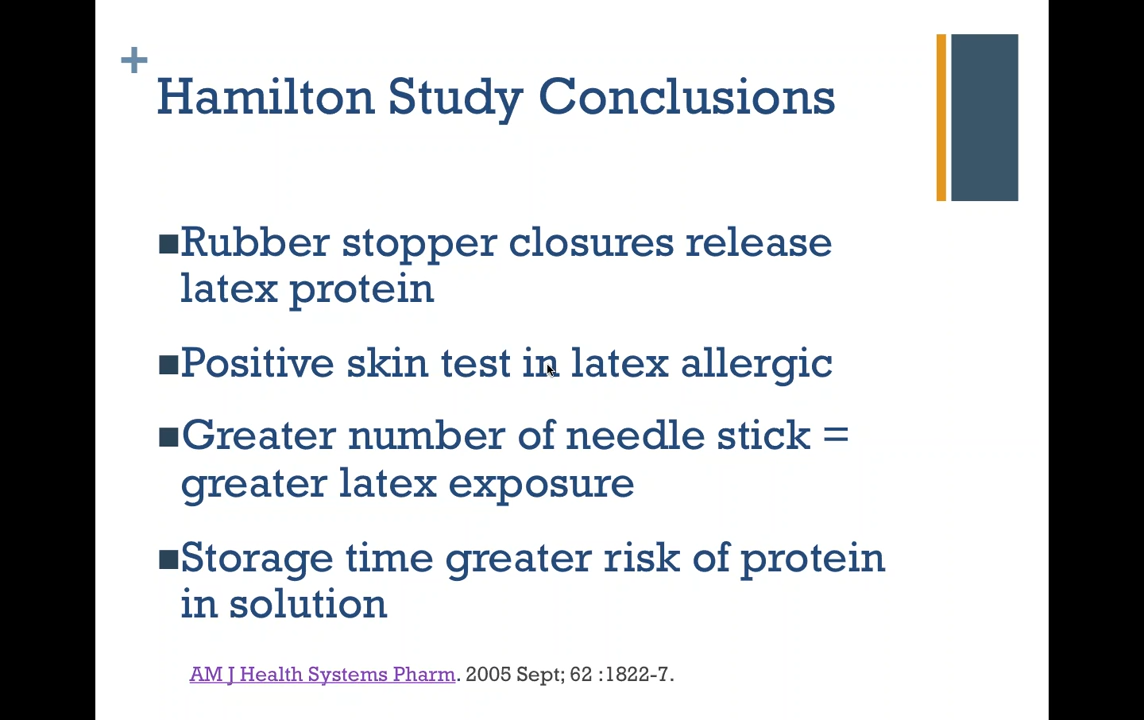 +
Hamilton Study Conclusions
■Rubber stopper closures release
latex protein
■Positive skin test in latex allergic
■Greater number of needle stick =
greater latex exposure
■Storage time greater risk of protein
in solution
AM J Health Systems Pharm. 2005 Sept; 62 :1822-7.